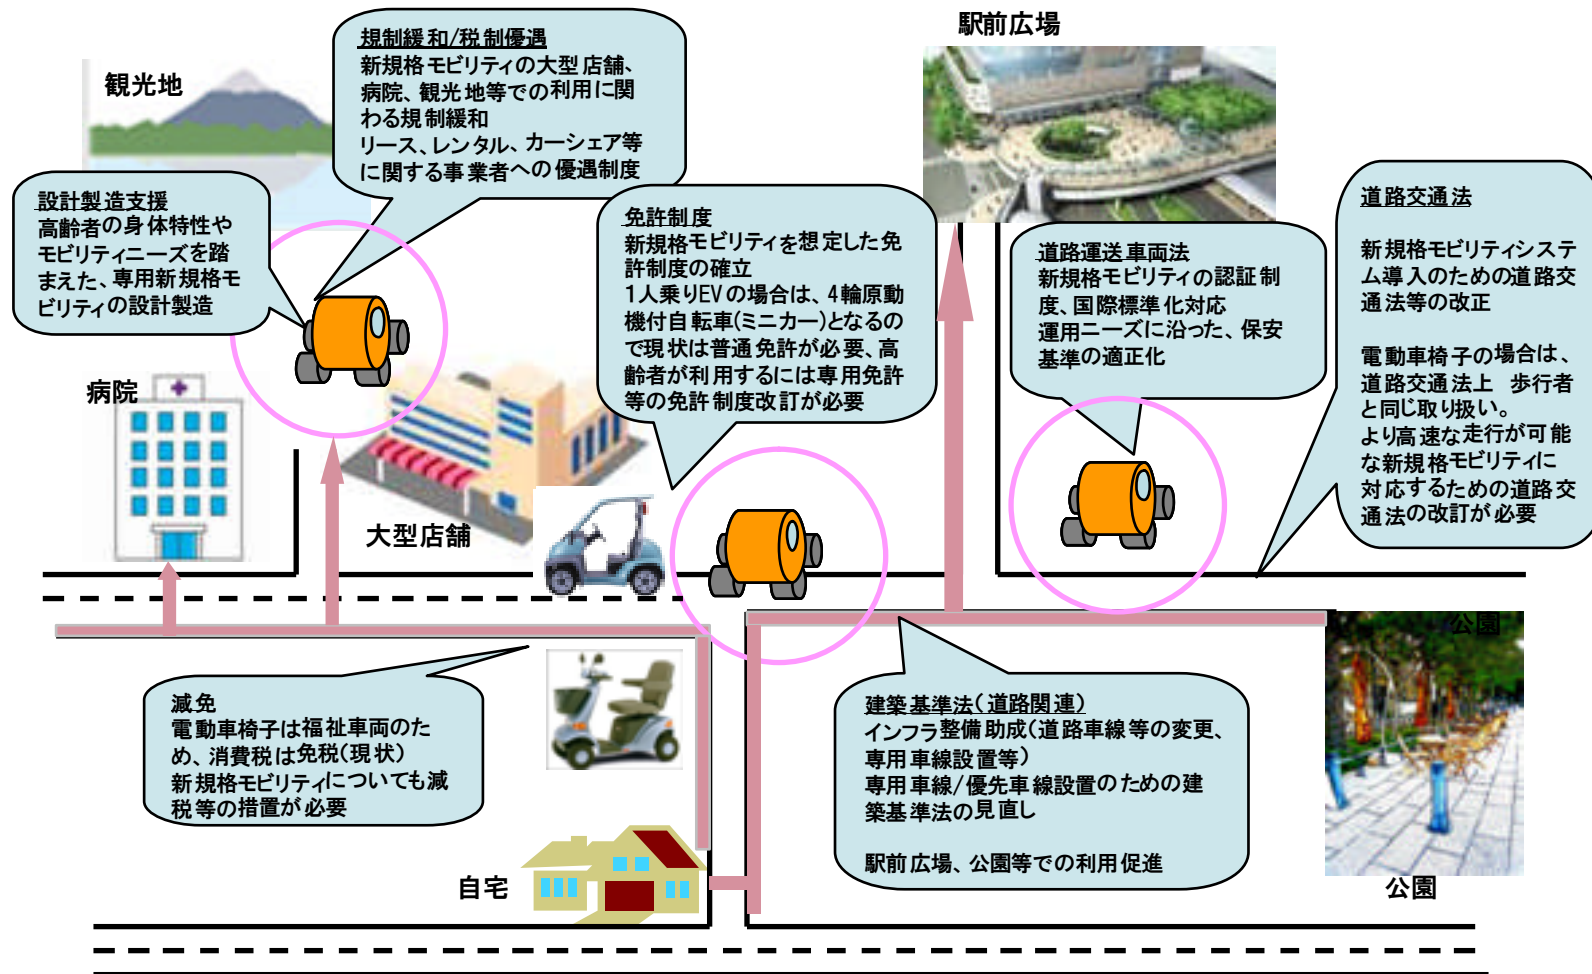 観光地
規制緩和/税制優遇
新規格モビリティの大型店舗、
病院、観光地等での利用に関
わる規制緩和
リース、レンタル、カーシェア等
に関する事業者への優遇制度
駅前広場
設計製造支援
高齢者の身体特性や
モビリティニーズを踏
まえた、専用新規格モ
ビリティの設計製造
免許制度
新規格モビリティを想定した免
許制度の確立
1人乗りEVの場合は、4輪原動
機付自転車(ミニカー)となるの
で現状は普通免許が必要、高
齢者が利用するには専用免許
等の免許制度改訂が必要
道路運送車両法
新規格モビリティの認証制
度、国際標準化対応
運用ニーズに沿った、保安
基準の適正化
道路交通法
新規格モビリティシステ
ム導入のための道路交
通法等の改正
電動車椅子の場合は、
道路交通法上　歩行者
と同じ取り扱い。
より高速な走行が可能
な新規格モビリティに
対応するための道路交
通法の改訂が必要
病院
大型店舗
公園
減免
電動車椅子は福祉車両のた
め、消費税は免税(現状)
新規格モビリティについても減
税等の措置が必要
建築基準法(道路関連)
インフラ整備助成(道路車線等の変更、
専用車線設置等)
専用車線/優先車線設置のための建
築基準法の見直し
駅前広場、公園等での利用促進
自宅
公園